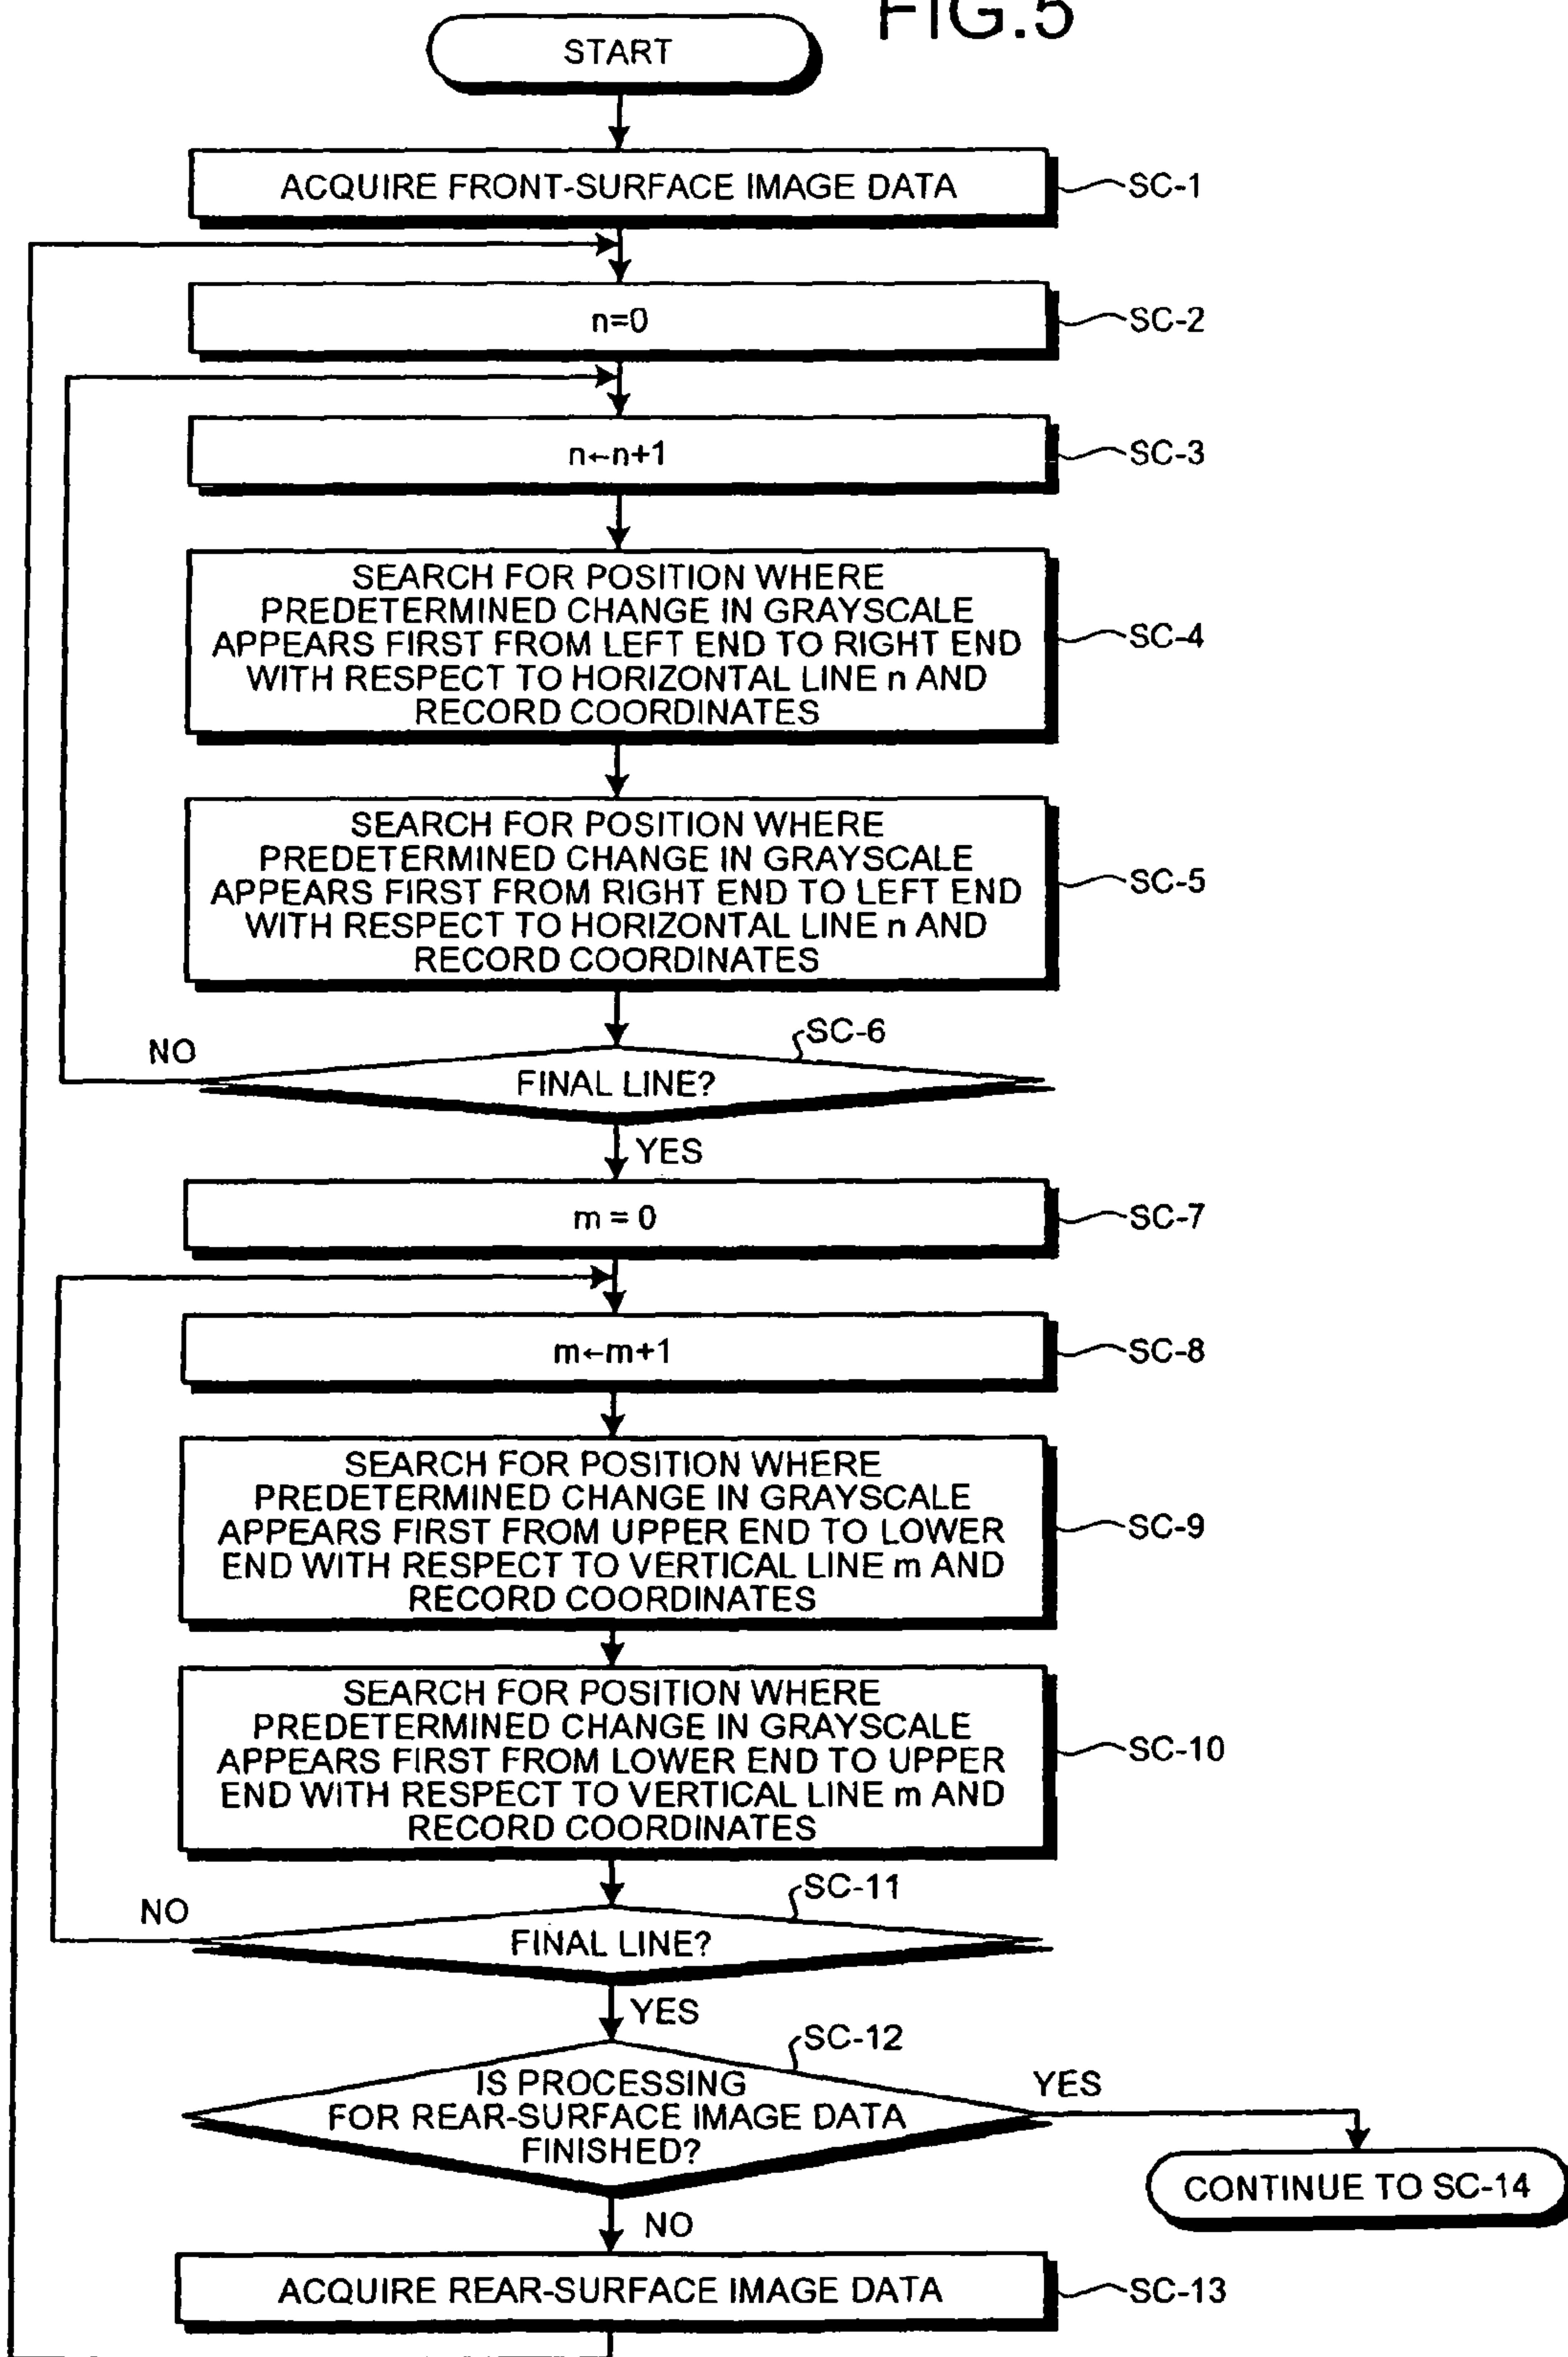 FIG.5
START
ACQUIRE FRONT-SURFACE IMAGE DATA
SC-1
n=0
SC-2
n←n+1
SC-3
SEARCH FOR POSITION WHERE
PREDETERMINED CHANGE IN GRAYSCALE
APPEARS FIRST FROM LEFT END TO RIGHT END
WITH RESPECT TO HORIZONTAL LINE n AND
RECORD COORDINATES
SC-4
SEARCH FOR POSITION WHERE
PREDETERMINED CHANGE IN GRAYSCALE
APPEARS FIRST FROM RIGHT END TO LEFT END
WITH RESPECT TO HORIZONTAL LINE n AND
RECORD COORDINATES
SC-5
SC-6
NO
FINAL LINE?
YES
m = 0
SC-7
m←m+1
SC-8
SEARCH FOR POSITION WHERE
PREDETERMINED CHANGE IN GRAYSCALE
APPEARS FIRST FROM UPPER END TO LOWER
END WITH RESPECT TO VERTICAL LINE m AND
RECORD COORDINATES
SC-9
SEARCH FOR POSITION WHERE
PREDETERMINED CHANGE IN GRAYSCALE
APPEARS FIRST FROM LOWER END TO UPPER
END WITH RESPECT TO VERTICAL LINE m AND
RECORD COORDINATES
SC-10
SC-11
NO
FINAL LINE?
YES
SC-12
IS PROCESSING
FOR REAR-SURFACE IMAGE DATA
FINISHED?
YES
CONTINUE TO SC-14
NO
ACQUIRE REAR-SURFACE IMAGE DATA
SC-13